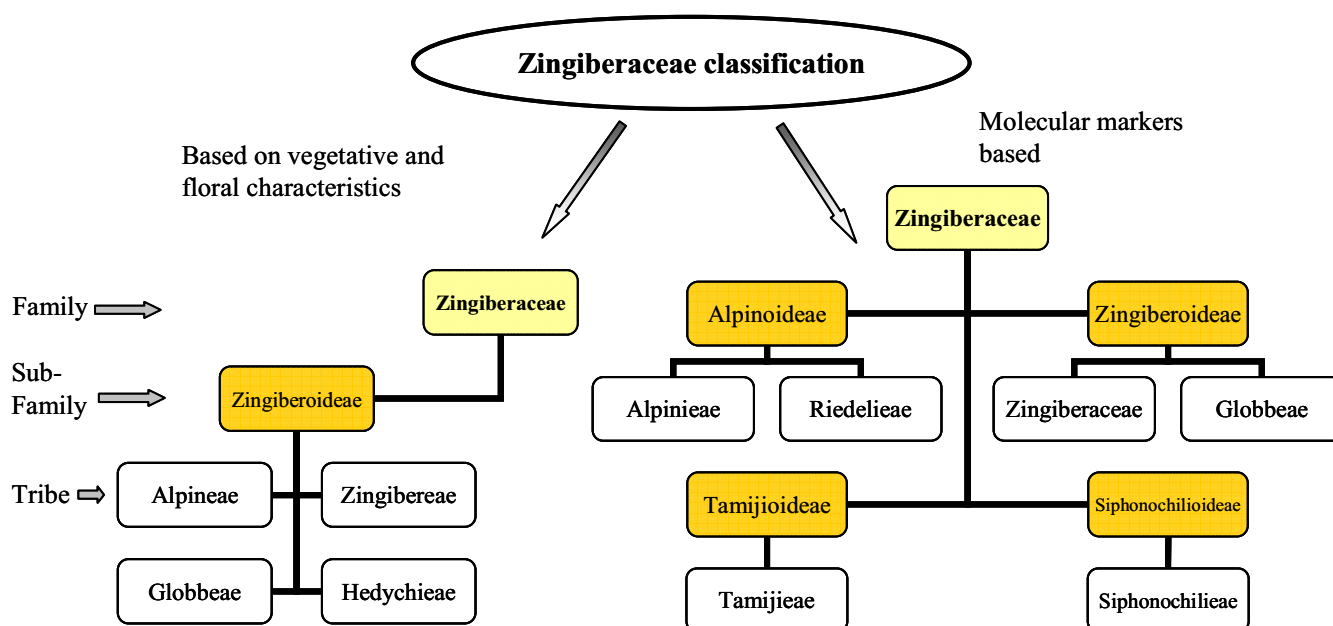 Zingiberaceae classification
Based on vegetative and
floral characteristics
Molecular markers
based
Family
Sub-
Family
Tribe
Zingiberaceae
Zingiberoideae
Alpineae
Zingibereae
Globbeae
Hedychieae
Zingiberaceae
Alpinoideae
Zingiberoideae
Alpinieae
Riedelieae
Zingiberaceae
Globbeae
Tamijioideae
Siphonochilioideae
Tamijieae
Siphonochilieae